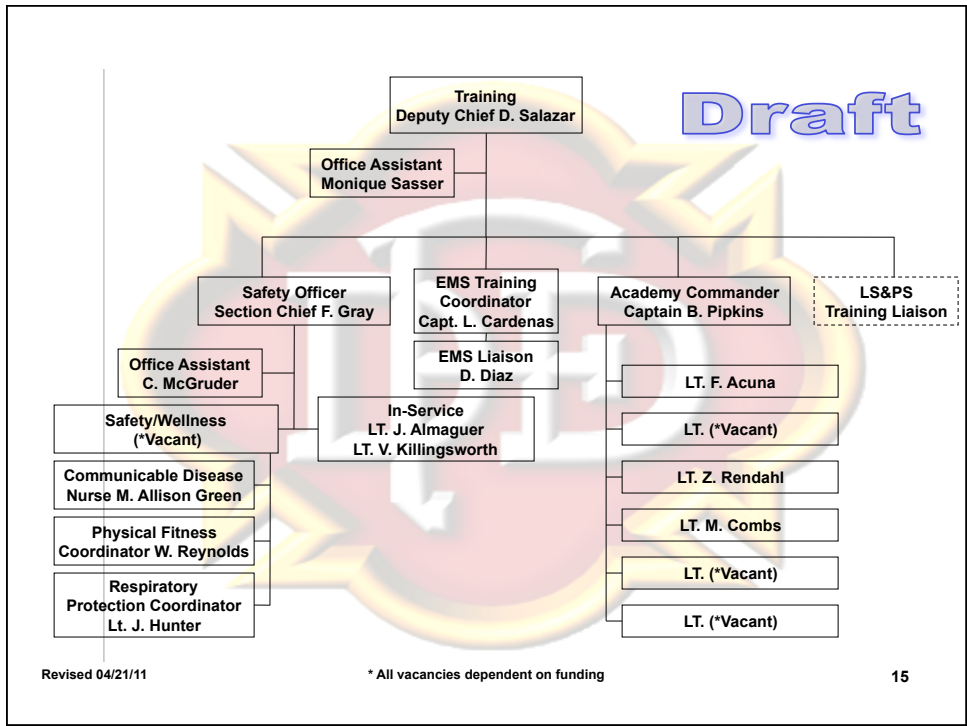 Draft
Training
Deputy Chief D. Salazar
Office Assistant
Monique Sasser
Safety Officer
Section Chief F. Gray
EMS Training
Coordinator
Capt. L. Cardenas
Academy Commander
Captain B. Pipkins
LS&PS
Training Liaison
Office Assistant
C. McGruder
EMS Liaison
D. Diaz
Safety/Wellness
(*Vacant)
In-Service
LT. J. Almaguer
LT. V. Killingsworth
Communicable Disease
Nurse M. Allison Green
Physical Fitness
Coordinator W. Reynolds
Respiratory
Protection Coordinator
Lt. J. Hunter
LT. F. Acuna
LT. (*Vacant)
LT. Z. Rendahl
LT. M. Combs
LT. (*Vacant)
LT. (*Vacant)
Revised 04/21/11
* All vacancies dependent on funding
15
DFD